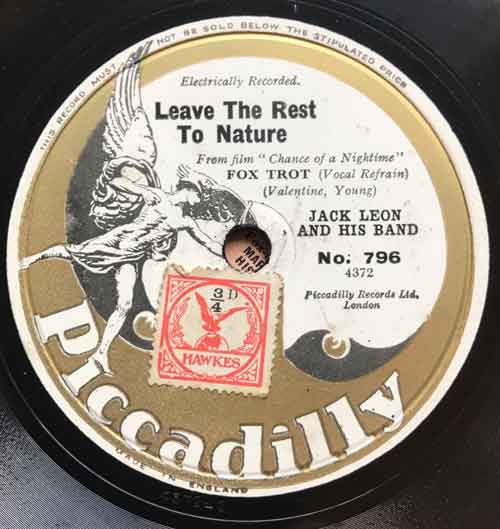 THIS RECORD MUST NOT BE SOLD BELOW THE STIPULATED PRICE
Electrically Recorded.
Leave The Rest
To Nature
From film "Chance of a Nightime"
FOX TROT (Vocal Refrain)
(Valentine, Young)
JACK LEON
AND HIS BAND
No. 796
4372
Piccadilly Records Ltd.
London
3/4 D
HAWKES
Piccadilly
MADE IN ENGLAND